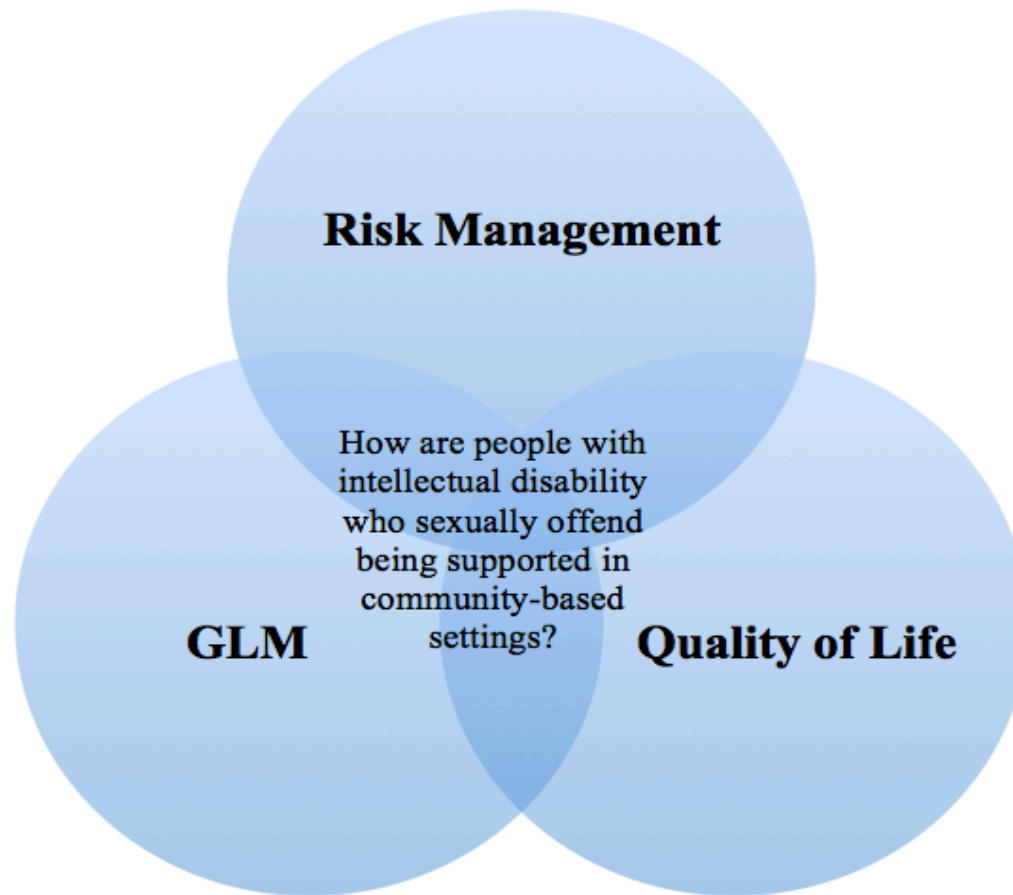 Risk Management
How are people with
intellectual disability
who sexually offend
being supported in
community-based
settings?
GLM
Quality of Life